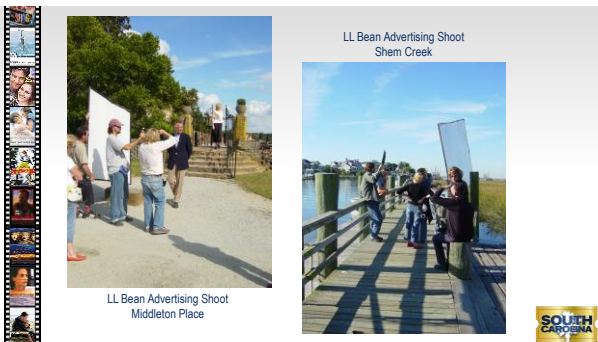 LL Bean Advertising Shoot
Shem Creek
LL Bean Advertising Shoot
Middleton Place
SOUTH
CAROLINA